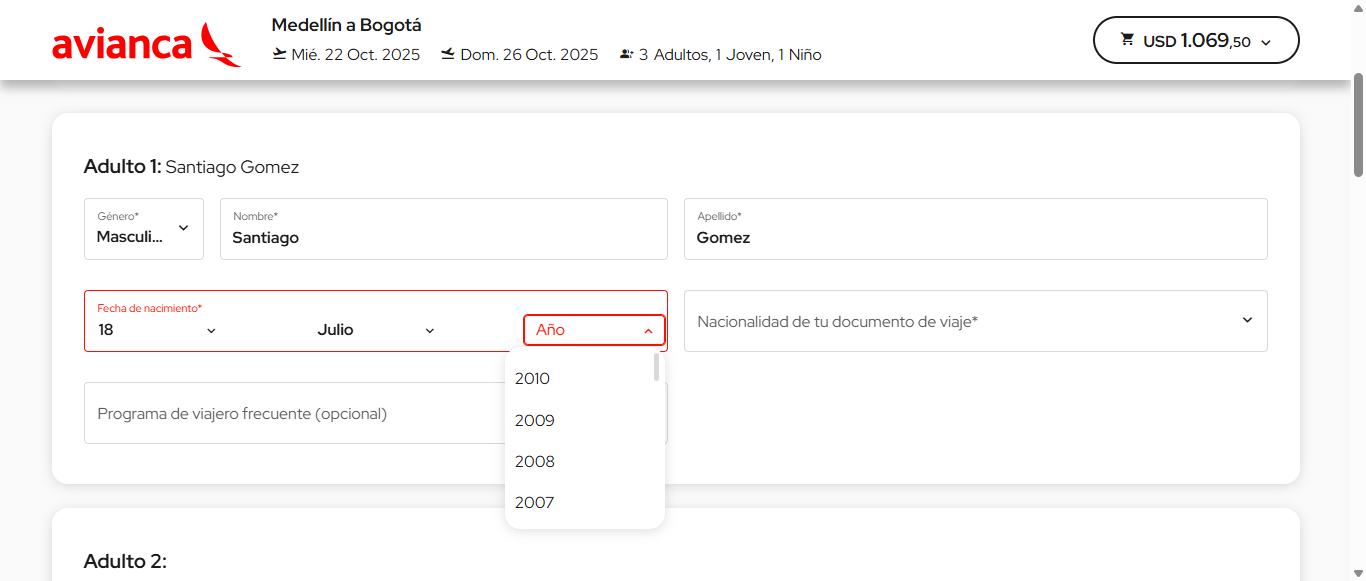 avianca
Medellín a Bogotá
Mié. 22 Oct. 2025 Dom. 26 Oct. 2025 3 Adultos, 1 Joven, 1 Niño
USD 1.069,50
Adulto 1: Santiago Gomez
Género* Nombre* Apellido*
Masculi... Santiago Gomez
Fecha de nacimiento*
18 Julio Año
Nacionalidad de tu documento de viaje*
2010
2009
2008
2007
Programa de viajero frecuente (opcional)
Adulto 2: